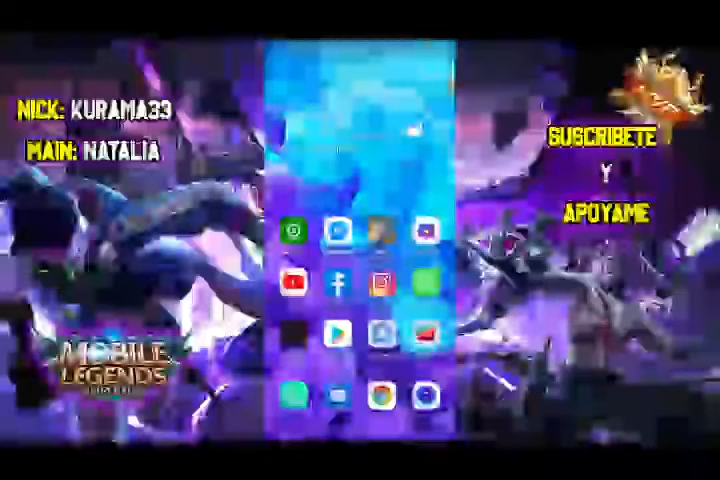 NICK: KURAMA33
MAIN: NATALIA
SUSCRIBETE
Y
APOYAME
MOBILE
LEGENDS